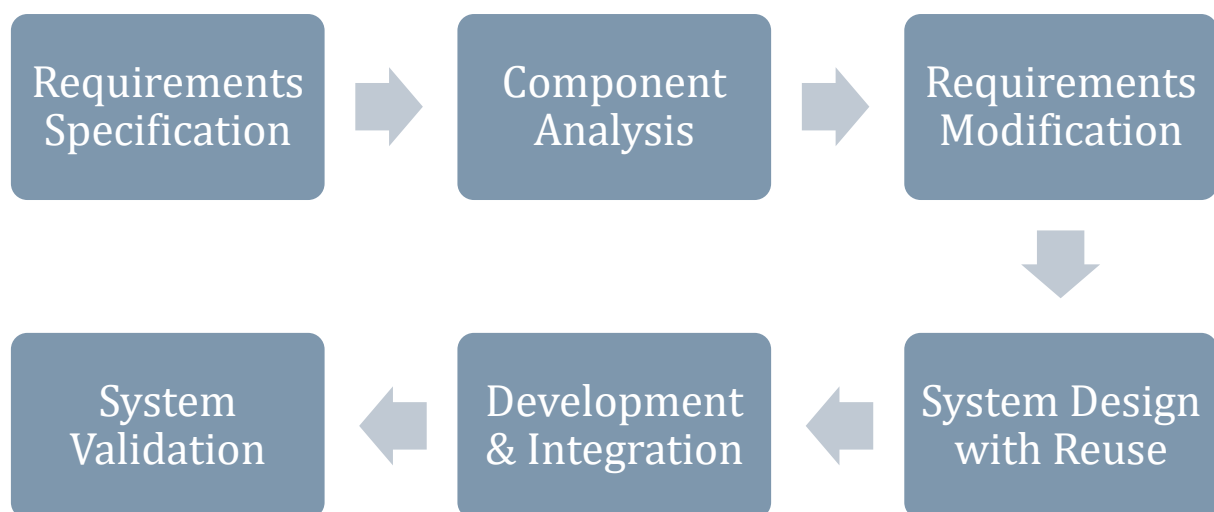 Requirements
Specification
Component
Analysis
Requirements
Modification
System Design
with Reuse
Development
& Integration
System
Validation